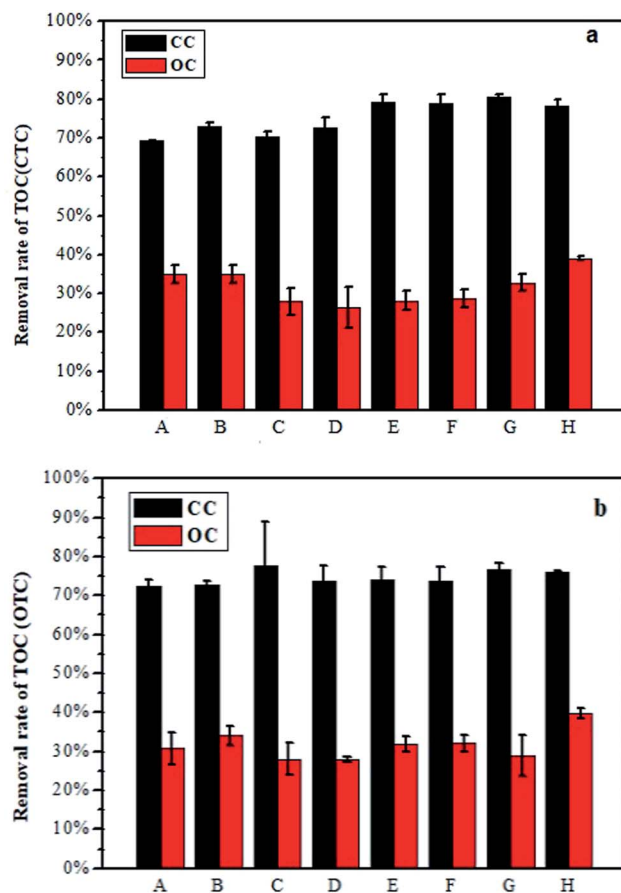 100%
90%
80%
70%
60%
50%
40%
30%
20%
10%
0%
Removal rate of TOC(CTC)
CC
OC
a
A B C D E F G H
100%
90%
80%
70%
60%
50%
40%
30%
20%
10%
0%
Removal rate of TOC (OTC)
CC
OC
b
A B C D E F G H